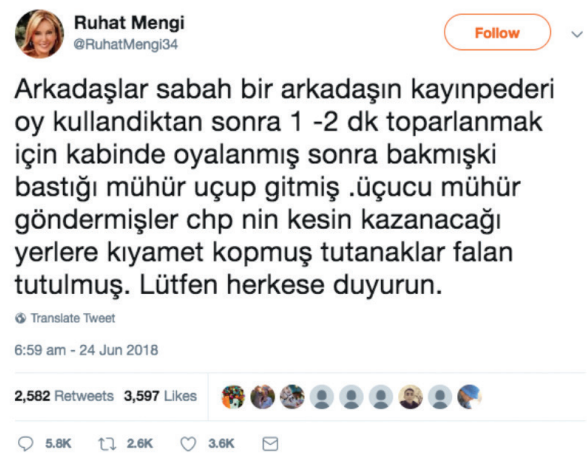 Ruhat Mengi
@RuhatMengi34
Follow
Arkadaşlar sabah bir arkadaşın kayınpederi
oy kullandiktan sonra 1 -2 dk toparlanmak
için kabinde oyalanmış sonra bakmışki
bastığı mühür uçup gitmiş .üçucu mühür
göndermişler chp nin kesin kazanacağı
yerlere kıyamet kopmuş tutanaklar falan
tutulmuş. Lütfen herkese duyurun.
Translate Tweet
6:59 am - 24 Jun 2018
2,582 Retweets 3,597 Likes
5.8K 2.6K 3.6K